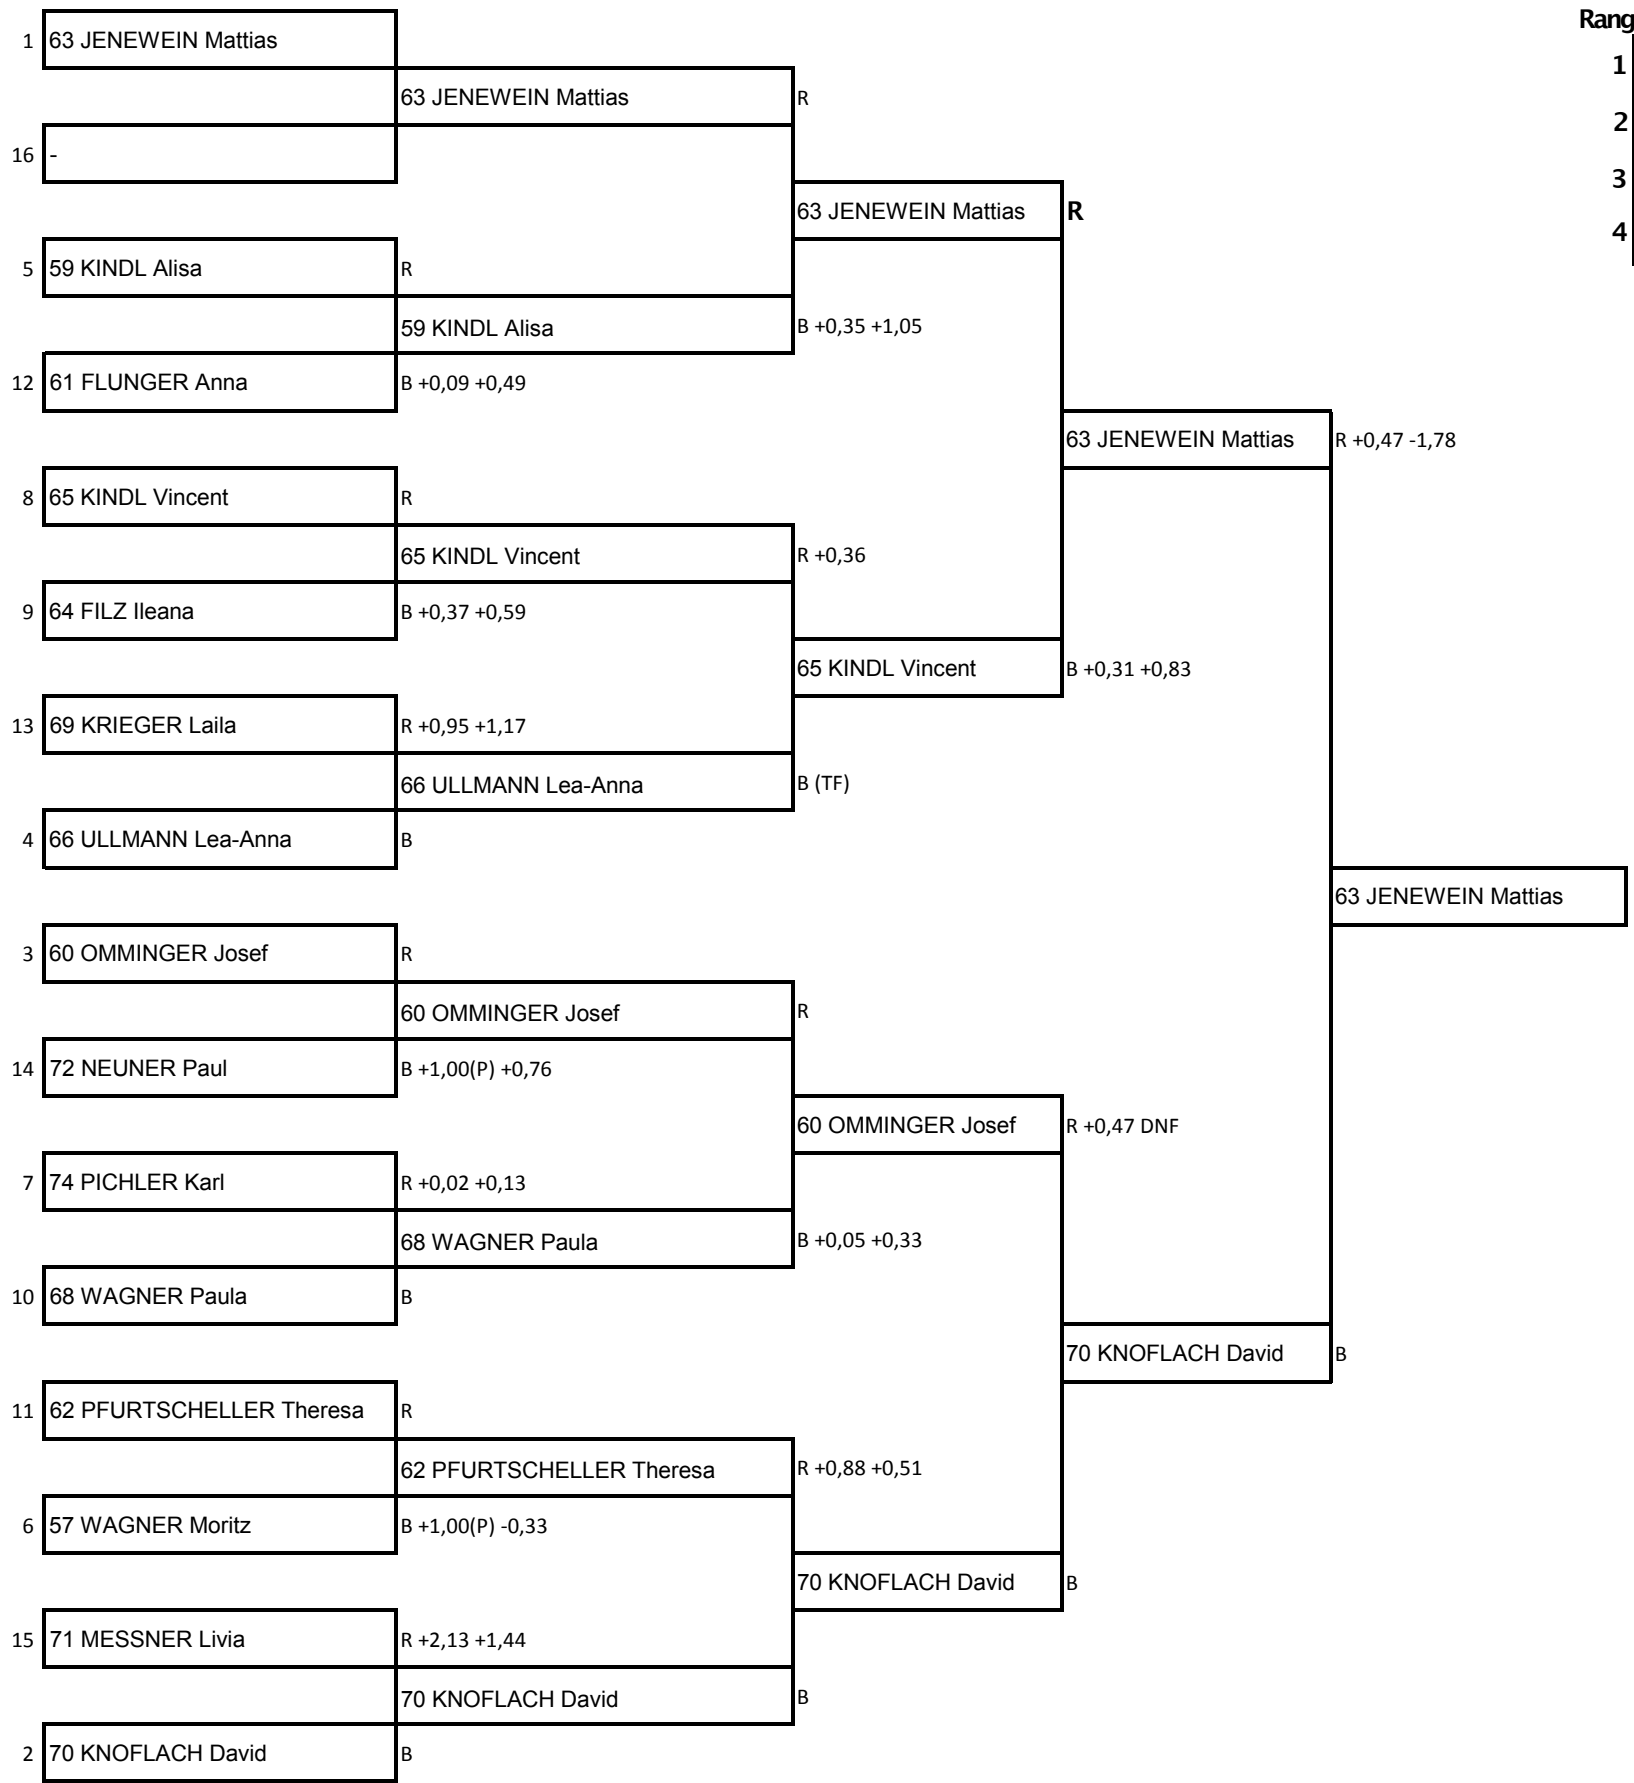 Rang
1 63 JENEWEIN Mattias
1
63 JENEWEIN Mattias R
2
16 -
3
63 JENEWEIN Mattias R
4
5 59 KINDL Alisa R
59 KINDL Alisa B +0,35 +1,05
12 61 FLUNGER Anna B +0,09 +0,49
63 JENEWEIN Mattias R +0,47 -1,78
8 65 KINDL Vincent R
65 KINDL Vincent R +0,36
9 64 FILZ Ileana B +0,37 +0,59
65 KINDL Vincent B +0,31 +0,83
13 69 KRIEGER Laila R +0,95 +1,17
66 ULLMANN Lea-Anna B (TF)
4 66 ULLMANN Lea-Anna B
63 JENEWEIN Mattias
3 60 OMMINGER Josef R
60 OMMINGER Josef R
14 72 NEUNER Paul B +1,00(P) +0,76
60 OMMINGER Josef R +0,47 DNF
7 74 PICHLER Karl R +0,02 +0,13
68 WAGNER Paula B +0,05 +0,33
10 68 WAGNER Paula B
70 KNOFLACH David B
11 62 PFURTSCHELLER Theresa R
62 PFURTSCHELLER Theresa R +0,88 +0,51
6 57 WAGNER Moritz B +1,00(P) -0,33
70 KNOFLACH David B
15 71 MESSNER Livia R +2,13 +1,44
70 KNOFLACH David B
2 70 KNOFLACH David B